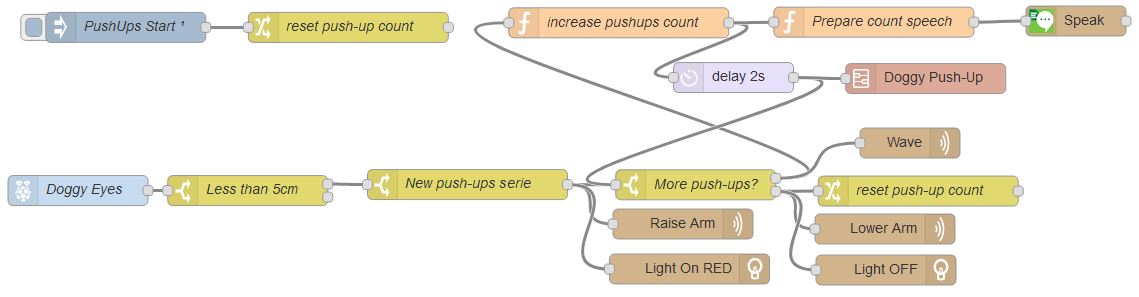 PushUps Start ¹
reset push-up count
increase pushups count
Prepare count speech
Speak
delay 2s
Doggy Push-Up
Wave
Doggy Eyes
Less than 5cm
New push-ups serie
More push-ups?
reset push-up count
Raise Arm
Lower Arm
Light On RED
Light OFF